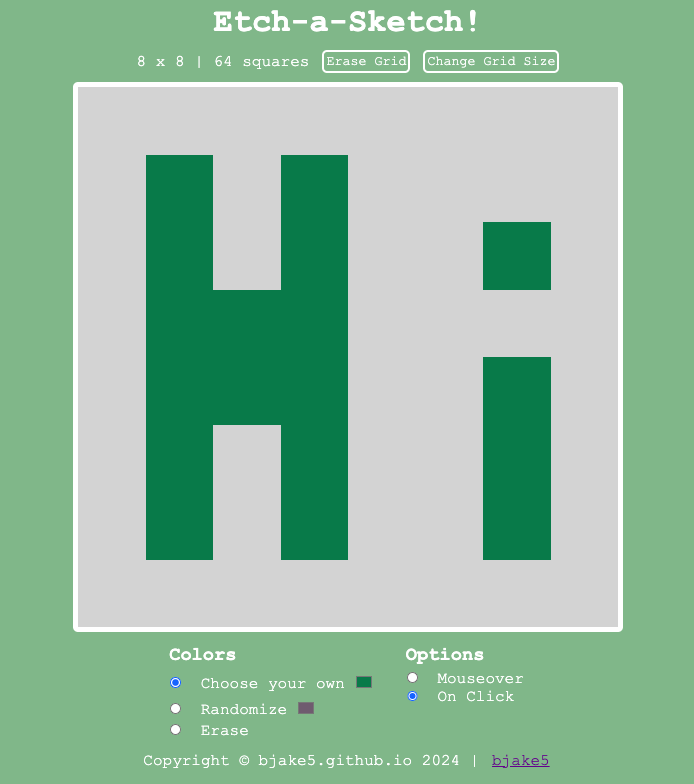 Etch-a-Sketch!
8 x 8 | 64 squares Erase Grid Change Grid Size
Hi
Colors
Choose your own
Randomize
Erase
Options
Mouseover
On Click
Copyright © bjake5.github.io 2024 | bjake5